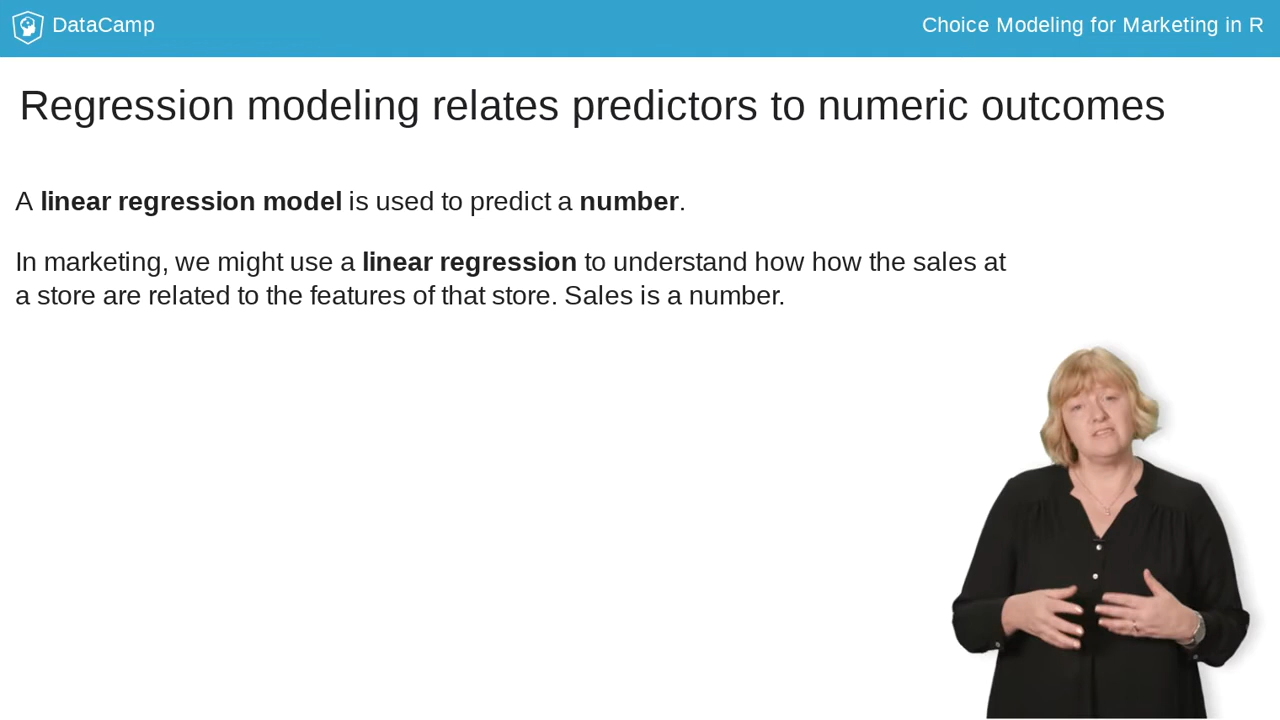 DataCamp
Choice Modeling for Marketing in R
Regression modeling relates predictors to numeric outcomes
A linear regression model is used to predict a number.
In marketing, we might use a linear regression to understand how how the sales at
a store are related to the features of that store. Sales is a number.